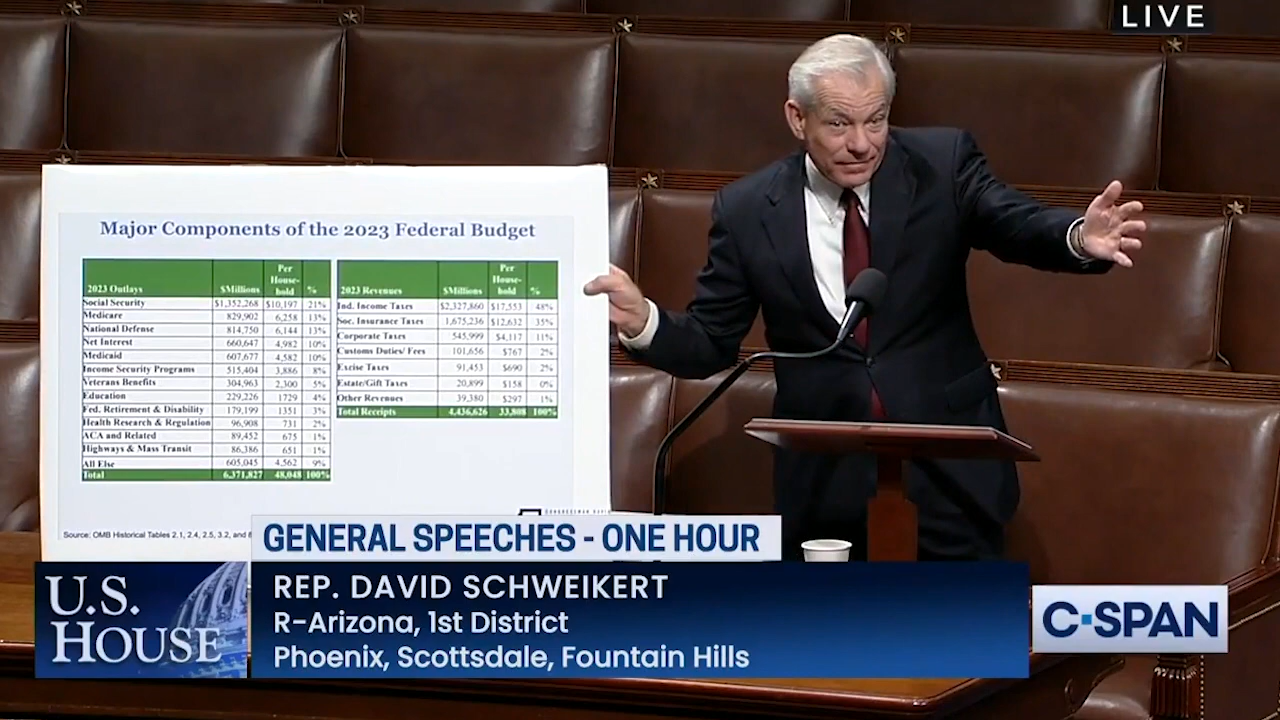 LIVE
Major Components of the 2023 Federal Budget
2023 Outlays $Millions Per House-hold %
Social Security $1,352,268 $10,197 21%
Medicare 829,902 6,258 13%
National Defense 814,750 6,144 13%
Net Interest 660,647 4,982 10%
Medicaid 607,677 4,582 10%
Income Security Programs 515,404 3,886 8%
Veterans Benefits 304,963 2,300 5%
Education 229,226 1729 4%
Fed. Retirement & Disability 179,199 1351 3%
Health Research & Regulation 96,908 731 2%
ACA and Related 89,452 675 1%
Highways & Mass Transit 86,386 651 1%
All Else 605,045 4,562 9%
Total 6,371,827 48,048 100%
2023 Revenues $Millions Per House-hold %
Ind. Income Taxes $2,327,860 $17,553 48%
Soc. Insurance Taxes 1,675,236 $12,632 35%
Corporate Taxes 545,999 $4,117 11%
Customs Duties/ Fees 101,656 $767 2%
Excise Taxes 91,453 $690 2%
Estate/Gift Taxes 20,899 $158 0%
Other Revenues 39,380 $297 1%
Total Receipts 4,436,626 33,808 100%
Source: OMB Historical Tables 2.1, 2.4, 2.5, 3.2, and
GENERAL SPEECHES - ONE HOUR
U.S. HOUSE
REP. DAVID SCHWEIKERT
R-Arizona, 1st District
Phoenix, Scottsdale, Fountain Hills
C-SPAN